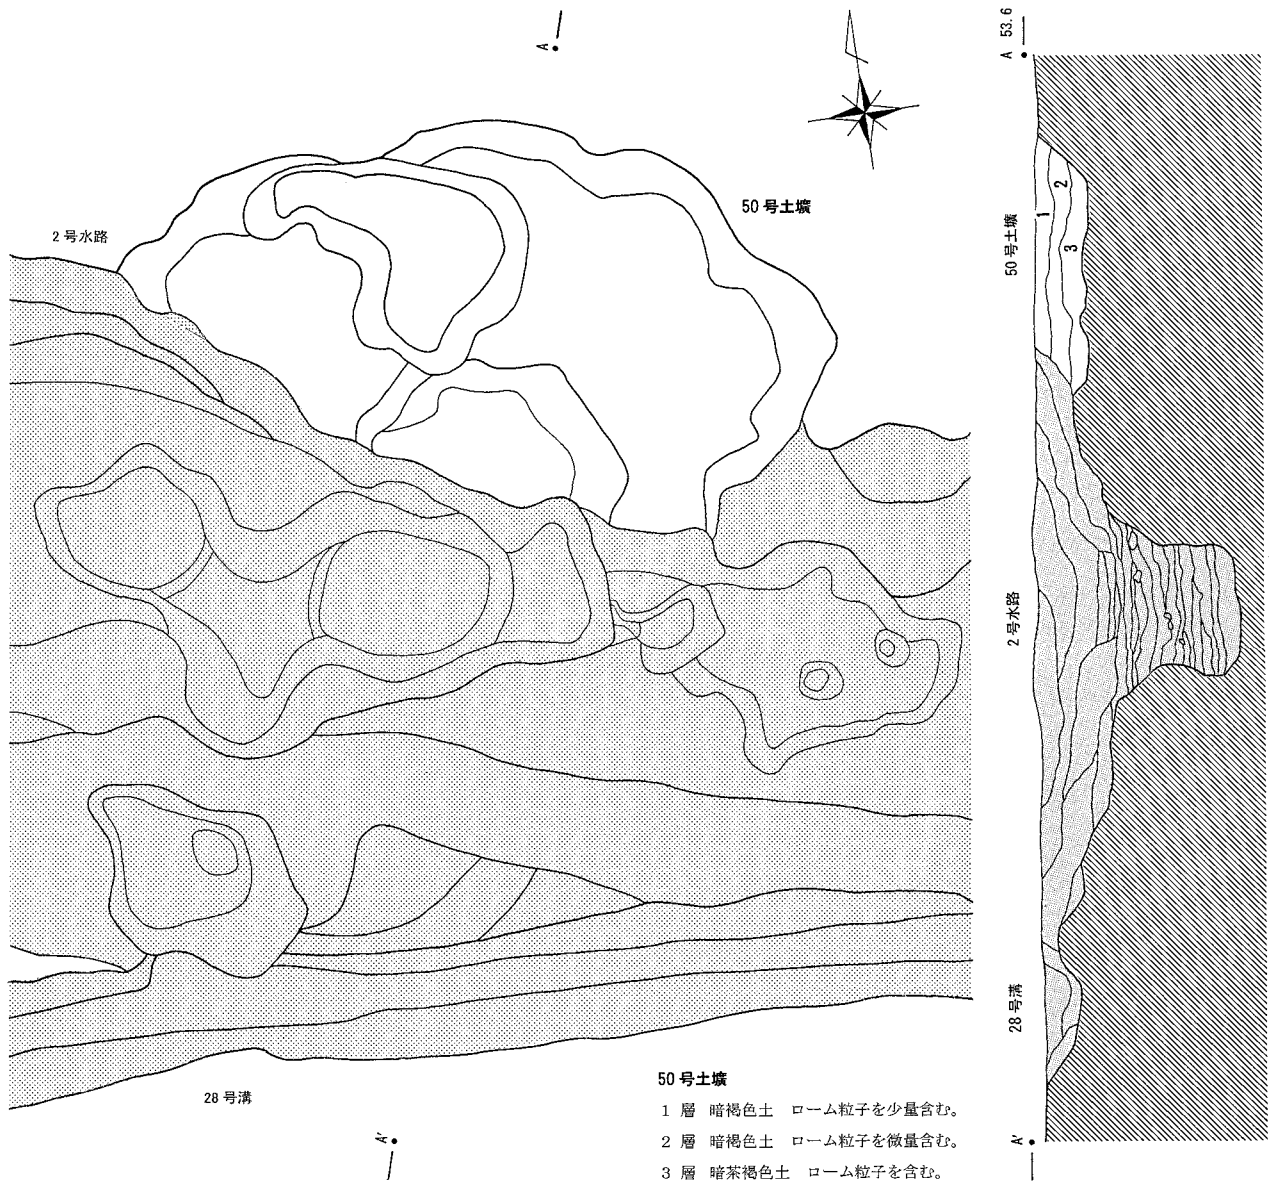 A
A 53.6
50号土壙
2号水路
1
2
3
50号土壙
2号水路
28号溝
28号溝
A'
A'
50号土壙
1 層 暗褐色土 ローム粒子を少量含む。
2 層 暗褐色土 ローム粒子を微量含む。
3 層 暗茶褐色土 ローム粒子を含む。